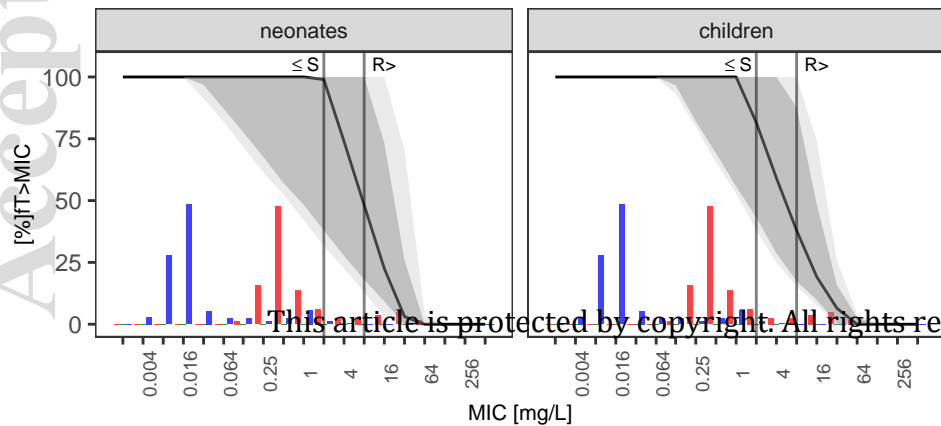 neonates
children
≤ S
R>
≤ S
R>
100
75
50
25
0
[%]fT>MIC
This article is protected by copyright. All rights re
0.004
0.016
0.064
0.25
1
4
16
64
256
0.004
0.016
0.064
0.25
1
4
16
64
256
MIC [mg/L]
Accep